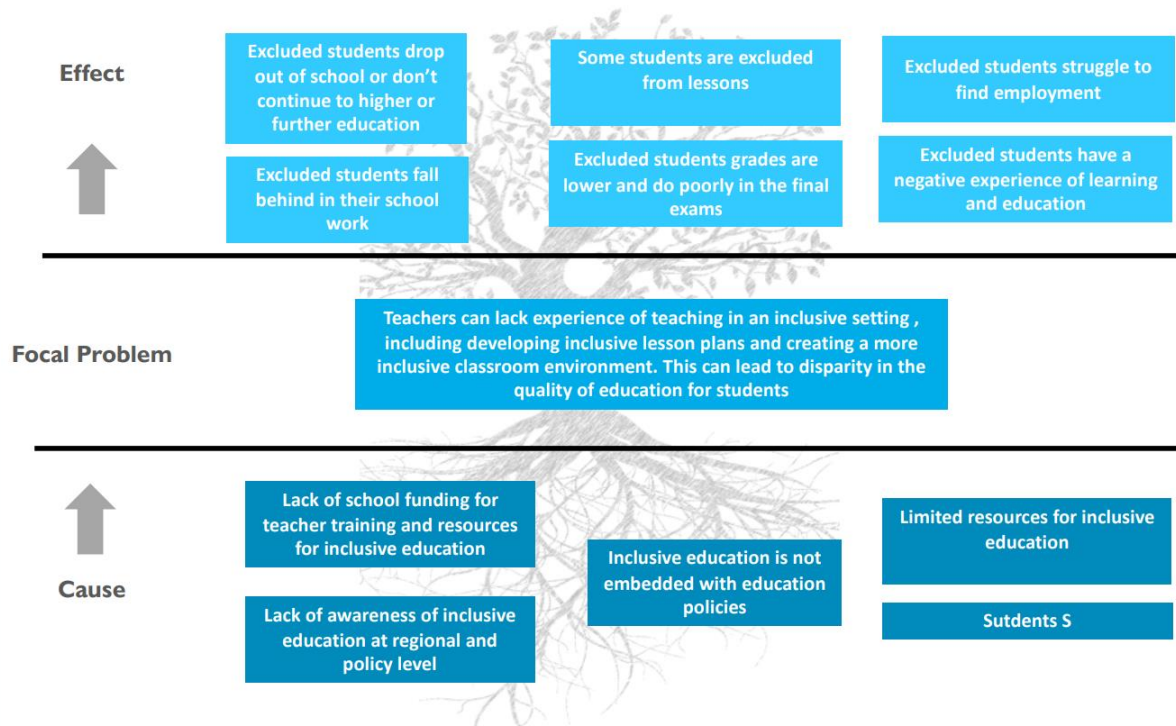 Effect
Excluded students drop
out of school or don't
continue to higher or
further education
Some students are excluded
from lessons
Excluded students struggle to
find employment
Excluded students fall
behind in their school
work
Excluded students grades are
lower and do poorly in the final
exams
Excluded students have a
negative experience of learning
and education
Focal Problem
Teachers can lack experience of teaching in an inclusive setting ,
including developing inclusive lesson plans and creating a more
inclusive classroom environment. This can lead to disparity in the
quality of education for students
Cause
Lack of school funding for
teacher training and resources
for inclusive education
Inclusive education is not
embedded with education
policies
Limited resources for inclusive
education
Lack of awareness of inclusive
education at regional and
policy level
Sutdents S